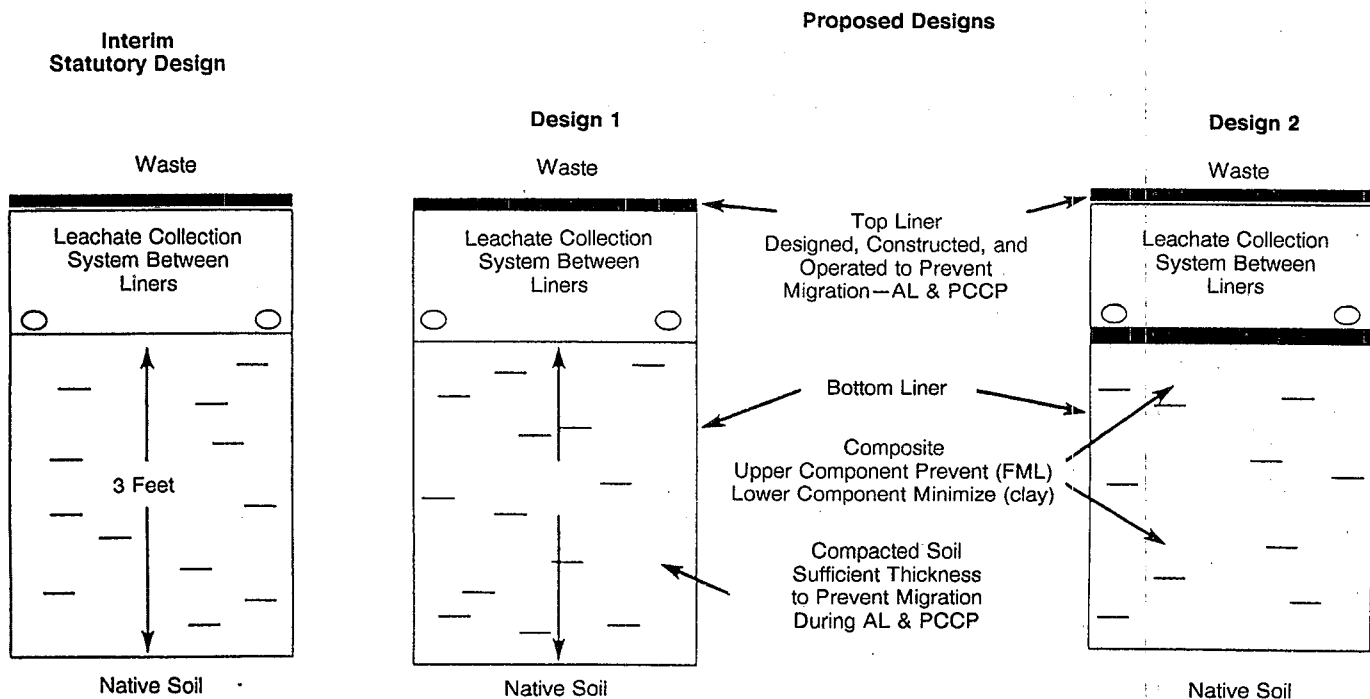 Proposed Designs
Interim
Statutory Design
Waste
Leachate Collection
System Between
Liners
3 Feet
Native Soil
Design 1
Waste
Leachate Collection
System Between
Liners
Native Soil
Top Liner
Designed, Constructed, and
Operated to Prevent
Migration—AL & PCCP
Bottom Liner
Composite
Upper Component Prevent (FML)
Lower Component Minimize (clay)
Compacted Soil
Sufficient Thickness
to Prevent Migration
During AL & PCCP
Design 2
Waste
Leachate Collection
System Between
Liners
Native Soil